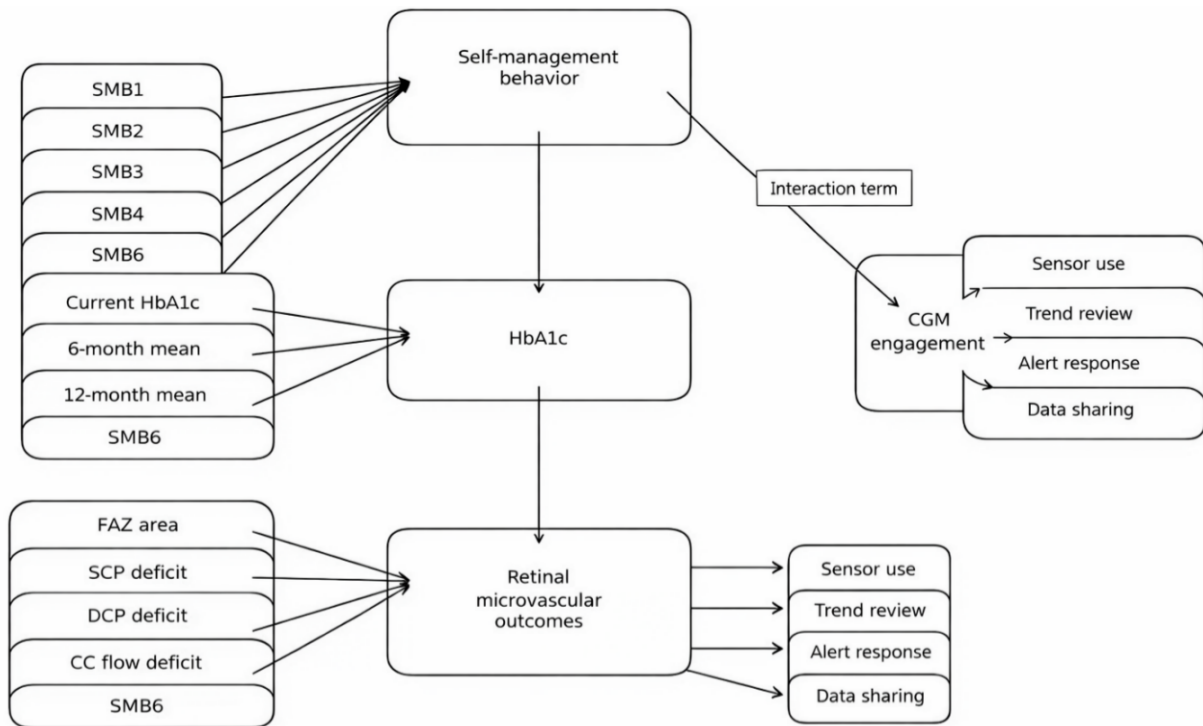 Self-management
behavior
SMB1
SMB2
SMB3
SMB4
SMB6
Interaction term
Current HbA1c
6-month mean
12-month mean
SMB6
HbA1c
CGM
engagement
Sensor use
Trend review
Alert response
Data sharing
FAZ area
SCP deficit
DCP deficit
CC flow deficit
SMB6
Retinal
microvascular
outcomes
Sensor use
Trend review
Alert response
Data sharing